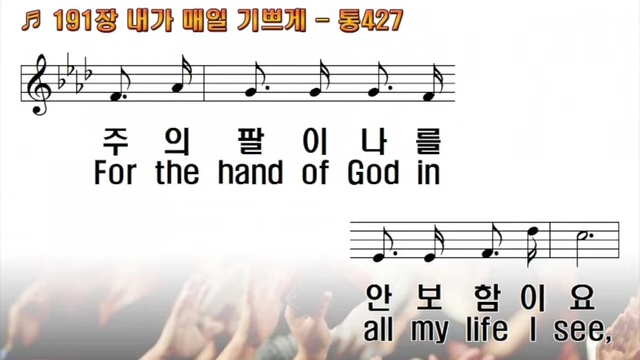 191장 내가 매일 기쁘게 - 통427
주 의 팔 이 나 를
For the hand of God in
안 보 함 이 요
all my life I see,